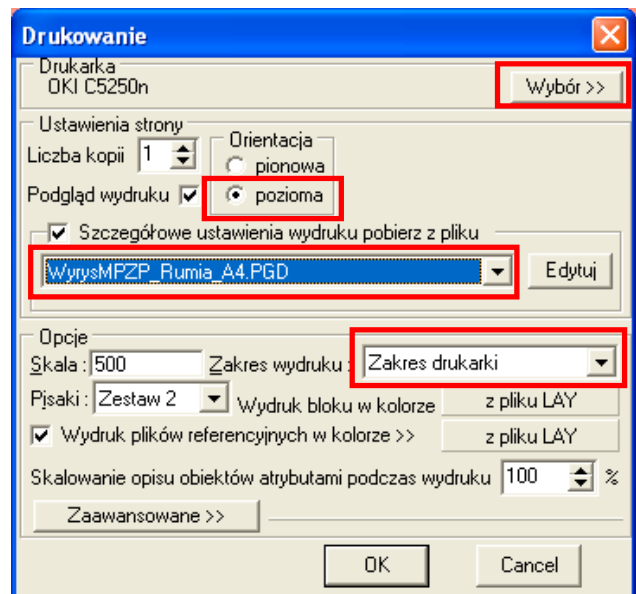 Drukowanie
Drukarka
OKI C5250n
Wybór >>
Ustawienia strony
Liczba kopii 1
Orientacja
pionowa
Podgląd wydruku
pozioma
Szczegółowe ustawienia wydruku pobierz z pliku
WyrysMPZP_Rumia_A4.PGD
Edytuj
Opcje
Skala : 500 Zakres wydruku : Zakres drukarki
Pisaki : Zestaw 2 Wydruk bloku w kolorze z pliku LAY
Wydruk plików referencyjnych w kolorze >> z pliku LAY
Skalowanie opisu obiektów atrybutami podczas wydruku 100 %
Zaawansowane >>
OK Cancel